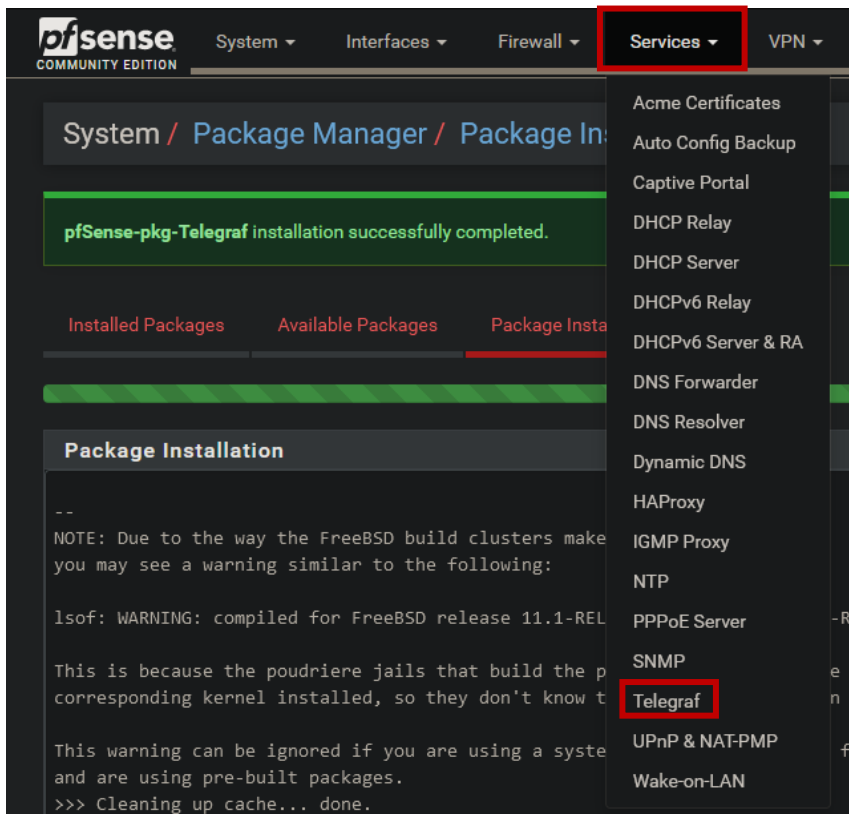 pfsense
COMMUNITY EDITION
System Interfaces Firewall Services VPN
System / Package Manager / Package Ins
pfSense-pkg-Telegraf installation successfully completed.
Installed Packages Available Packages Package Insta
Acme Certificates
Auto Config Backup
Captive Portal
DHCP Relay
DHCP Server
DHCPv6 Relay
DHCPv6 Server & RA
DNS Forwarder
DNS Resolver
Dynamic DNS
HAProxy
IGMP Proxy
NTP
PPPoE Server
SNMP
Telegraf
UPnP & NAT-PMP
Wake-on-LAN
Package Installation
--
NOTE: Due to the way the FreeBSD build clusters make
you may see a warning similar to the following:
lsof: WARNING: compiled for FreeBSD release 11.1-REL -R
This is because the poudriere jails that build the p e
corresponding kernel installed, so they don't know t n
This warning can be ignored if you are using a syste f
and are using pre-built packages.
>>> Cleaning up cache... done.